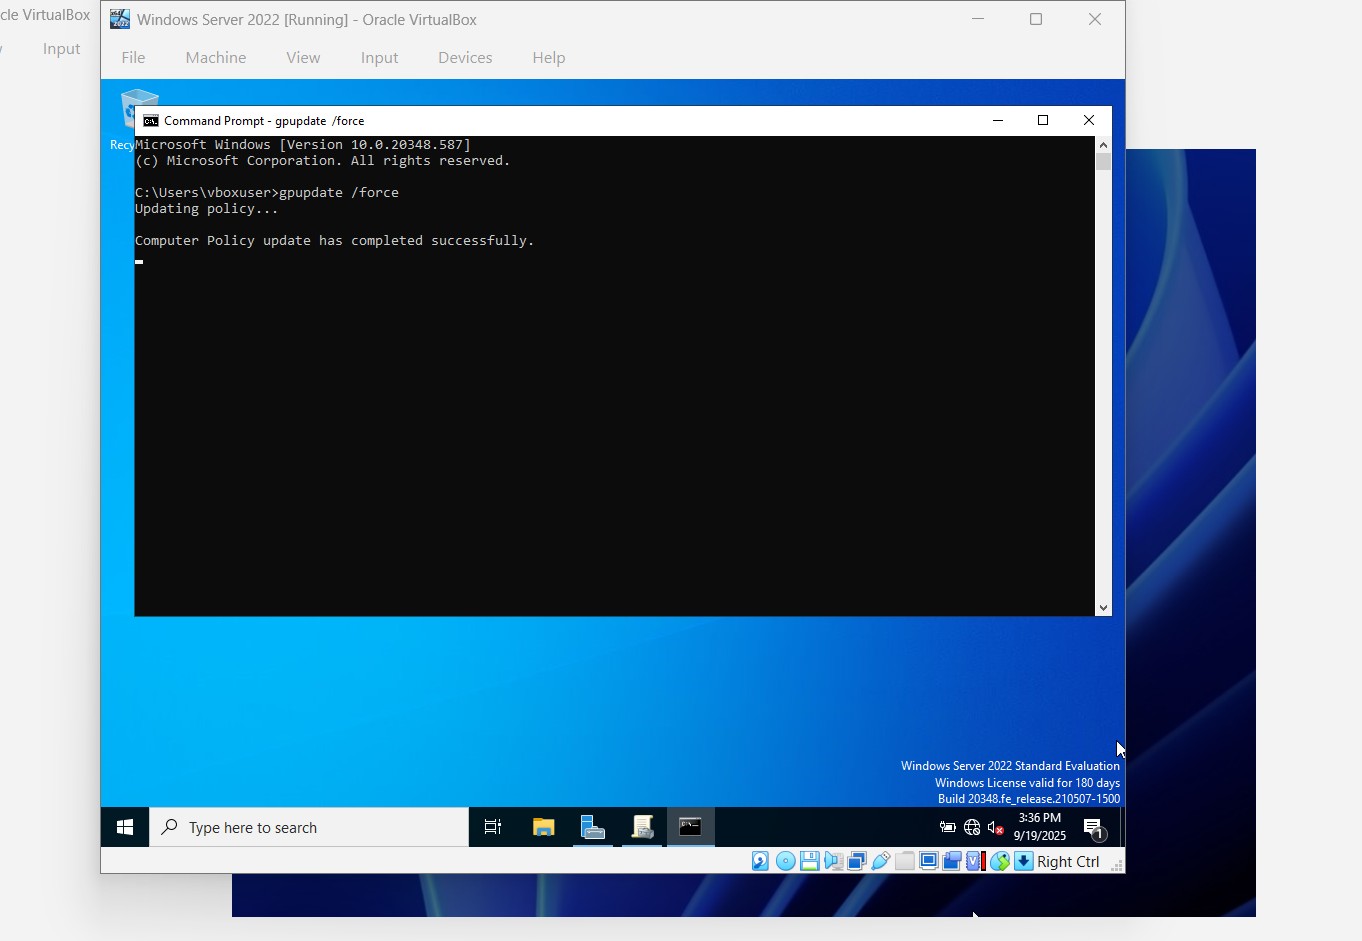 cle VirtualBox
Input
Windows Server 2022 [Running] - Oracle VirtualBox
File Machine View Input Devices Help
Recy
Command Prompt - gpupdate /force
Microsoft Windows [Version 10.0.20348.587]
(c) Microsoft Corporation. All rights reserved.
C:\Users\vboxuser>gpupdate /force
Updating policy...
Computer Policy update has completed successfully.
Windows Server 2022 Standard Evaluation
Windows License valid for 180 days
Build 20348.fe_release.210507-1500
Type here to search
3:36 PM
9/19/2025
1
Right Ctrl